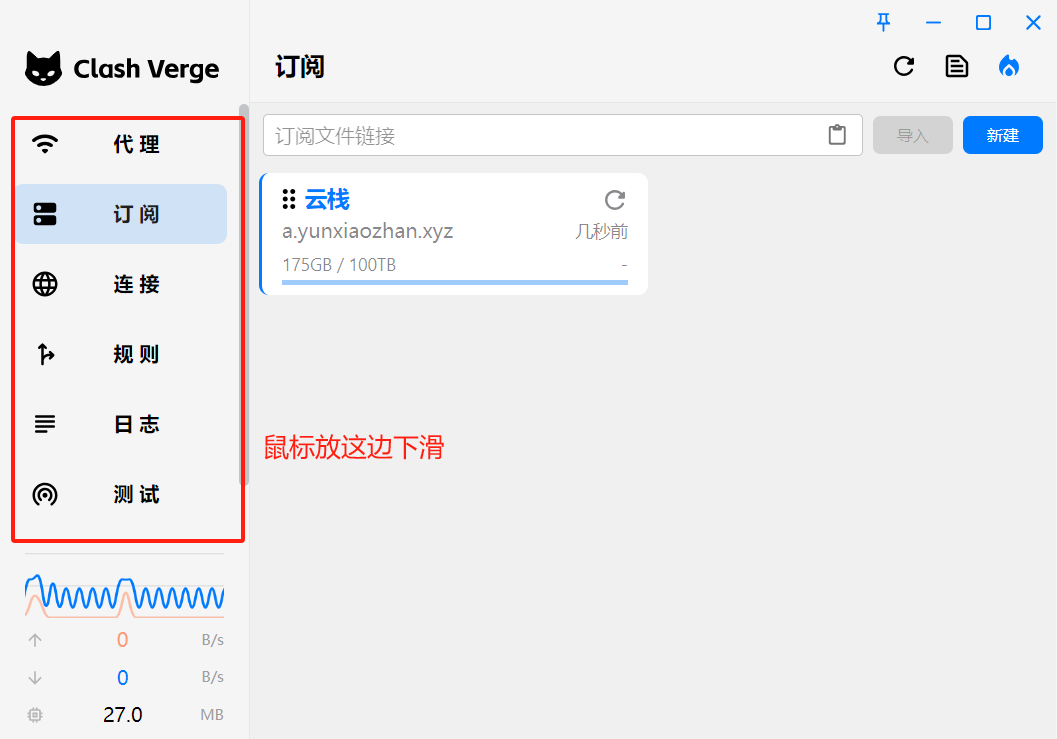 Clash Verge
订阅
代 理
订 阅
连 接
规 则
日 志
测 试
订阅文件链接
导入
新建
云栈
a.yunxiaozhan.xyz
几秒前
175GB / 100TB
-
鼠标放这边下滑
0
B/s
0
B/s
27.0
MB